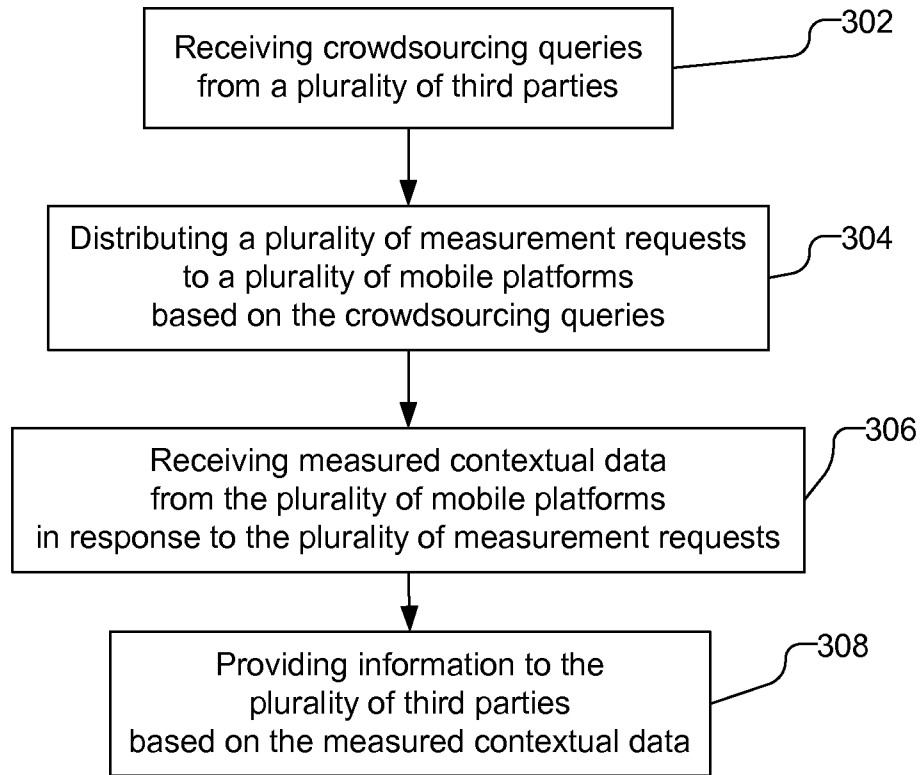 Receiving crowdsourcing queries
from a plurality of third parties
302
Distributing a plurality of measurement requests
to a plurality of mobile platforms
based on the crowdsourcing queries
304
Receiving measured contextual data
from the plurality of mobile platforms
in response to the plurality of measurement requests
306
Providing information to the
plurality of third parties
based on the measured contextual data
308